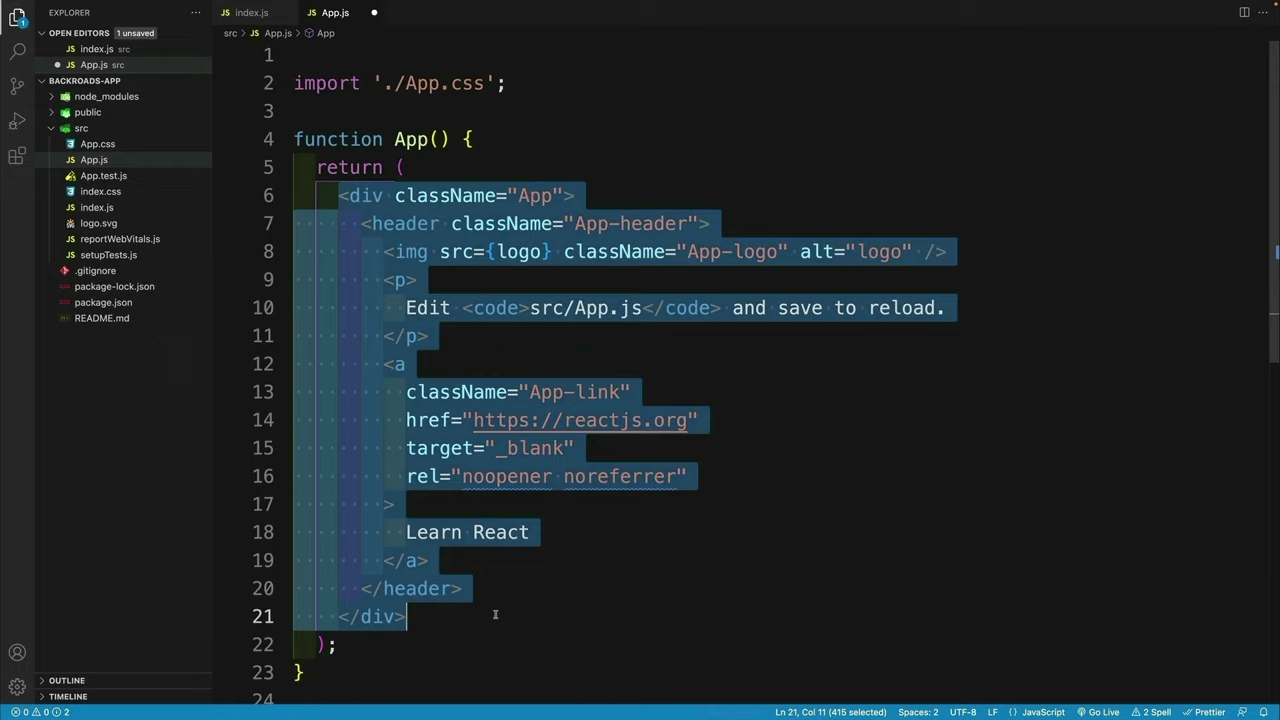 EXPLORER
···
index.js
App.js
OPEN EDITORS 1 unsaved
index.js src
App.js src
BACKROADS-APP
node_modules
public
src
App.css
App.js
App.test.js
index.css
index.js
logo.svg
reportWebVitals.js
setupTests.js
.gitignore
package-lock.json
package.json
README.md
OUTLINE
TIMELINE
src > App.js > App
1
2 import './App.css';
3
4 function App() {
5 return (
6 <div className="App">
7 <header className="App-header">
8 <img src={logo} className="App-logo" alt="logo" />
9 <p>
10 Edit <code>src/App.js</code> and save to reload.
11 </p>
12 <a
13 className="App-link"
14 href="https://reactjs.org"
15 target="_blank"
16 rel="noopener noreferrer"
17 >
18 Learn React
19 </a>
20 </header>
21 </div>
22 );
23 }
24
0 0 2 Ln 21, Col 11 (415 selected) Spaces: 2 UTF-8 LF {} JavaScript Go Live 2 Spell Prettier